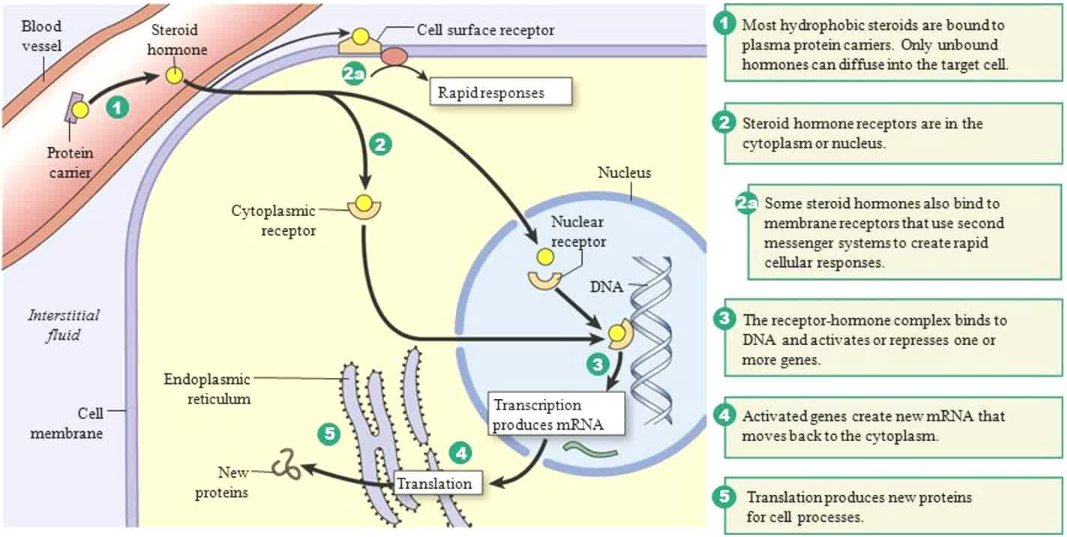 Blood
vessel
Steroid
hormone
Cell surface receptor
2a
Rapid responses
1
Protein
carrier
2
Cytoplasmic
receptor
Nucleus
Nuclear
receptor
DNA
Interstitial
fluid
3
Endoplasmic
reticulum
Transcription
produces mRNA
Cell
membrane
5
4
New
proteins
Translation
1 Most hydrophobic steroids are bound to
plasma protein carriers. Only unbound
hormones can diffuse into the target cell.
2 Steroid hormone receptors are in the
cytoplasm or nucleus.
2a Some steroid hormones also bind to
membrane receptors that use second
messenger systems to create rapid
cellular responses.
3 The receptor-hormone complex binds to
DNA and activates or represses one or
more genes.
4 Activated genes create new mRNA that
moves back to the cytoplasm.
5 Translation produces new proteins
for cell processes.